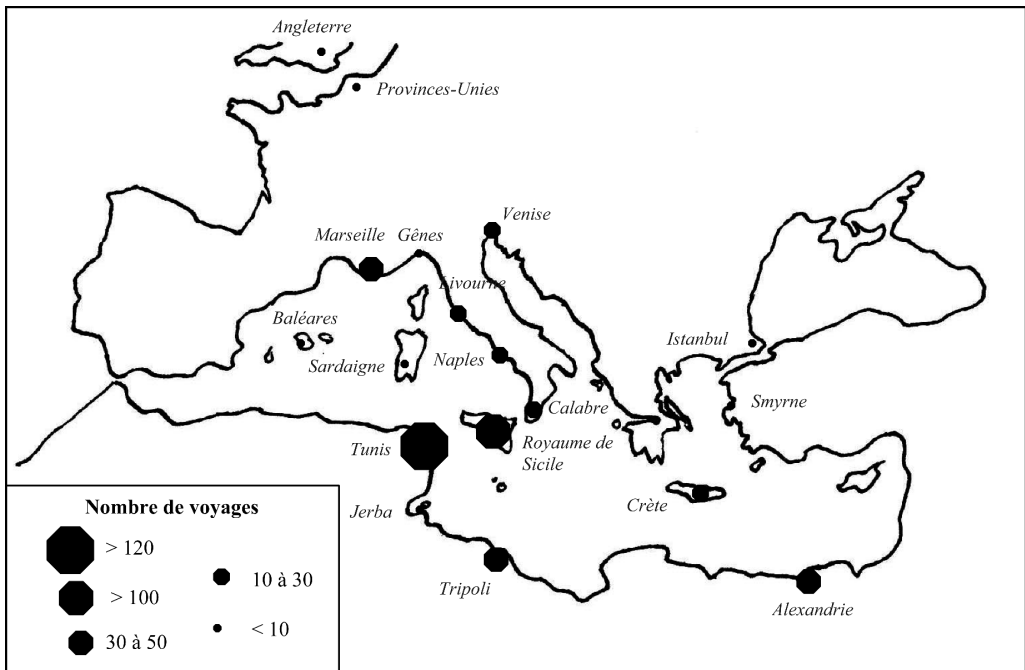 Angleterre
Provinces-Unies
Venise
Marseille
Gênes
Livourne
Baléares
Istanbul
Sardaigne
Naples
Calabre
Smyrne
Tunis
Royaume de
Sicile
Crète
Jerba
Tripoli
Alexandrie
Nombre de voyages
> 120
> 100
30 à 50
10 à 30
< 10